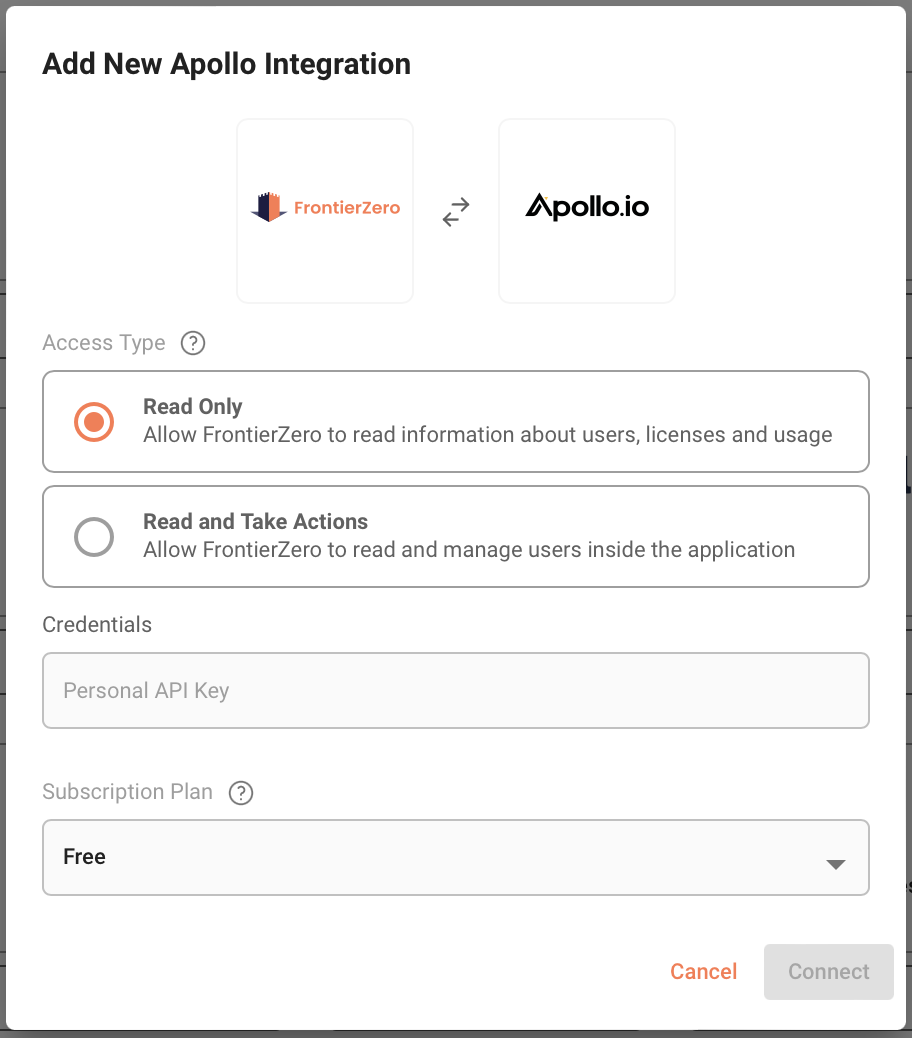 Add New Apollo Integration
FrontierZero
Apollo.io
Access Type ?
Read Only
Allow FrontierZero to read information about users, licenses and usage
Read and Take Actions
Allow FrontierZero to read and manage users inside the application
Credentials
Personal API Key
Subscription Plan ?
Free
Cancel
Connect